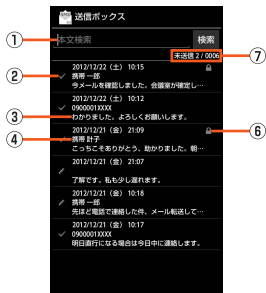 送信ボックス
① 本文検索 検索
未送信 2 / 0006 ⑦
2012/12/22（土） 10:15
② 携帯 一郎
今メールを確認しました。会議室が確定し…
2012/12/22（土） 10:12
0900001XXXX
③ わかりました。よろしくお願いします。
2012/12/21（金） 21:09 ⑥
④ 携帯 計子
こっちこそありがとう、助かりました。朝…
2012/12/21（金） 21:07
了解です。私も少し遅れます。
2012/12/21（金） 10:18
携帯 一郎
先ほど電話で連絡した件、メール転送して…
2012/12/21（金） 10:17
0900001XXXX
明日直行になる場合は今日中に連絡します。